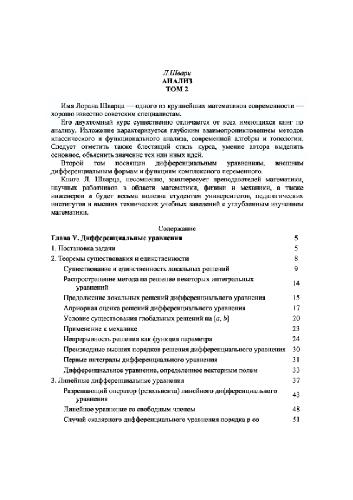 Л.Шварц
АНАЛИЗ
ТОМ 2
Имя Лорана Шварца — одного из крупнейших математиков современности —
хорошо известно советским специалистам.
Его двухтомный курс существенно отличается от всех имеющихся книг по
анализу. Изложение характеризуется глубоким взаимопроникновением методов
классического и функционального анализа, современной алгебры и топологии.
Следует отметить также блестящий стиль курса, умение автора выделить
основное, объяснить значение тех или иных идей.
Второй том посвящен дифференциальным уравнениям, внешним
дифференциальным формам и функциям комплексного переменного.
Книга Л. Шварца, несомненно, заинтересует преподавателей математики,
научных работников в области математики, физики и механики, а также
инженеров и будет весьма полезна студентам университетов, педагогических
институтов и высших технических учебных заведений с углубленным изучением
математики.
Содержание
Глава V. Дифференциальные уравнения 5
1. Постановка задачи 5
2. Теоремы существования и единственности 8
Существование и единственность локальных решений 9
Распространение метода на решение некоторых интегральных 14
уравнений
Продолжение локальных решений дифференциального уравнения 15
Априорная оценка решений дифференциального уравнения 17
Условие существования глобальных решений на [a, b] 20
Применение к механике 23
Непрерывность решения как функция параметра 24
Производные высших порядков решения дифференциального уравнения 30
Первые интегралы дифференциального уравнения 31
Дифференциальное уравнение, определенное векторным полем 33
3. Линейные дифференциальные уравнения 37
Разрешающий оператор (резольвента) линейного дифференциального 43
уравнения
Линейное уравнение со свободным членом 48
Случай скалярного дифференциального уравнения порядка p со 51